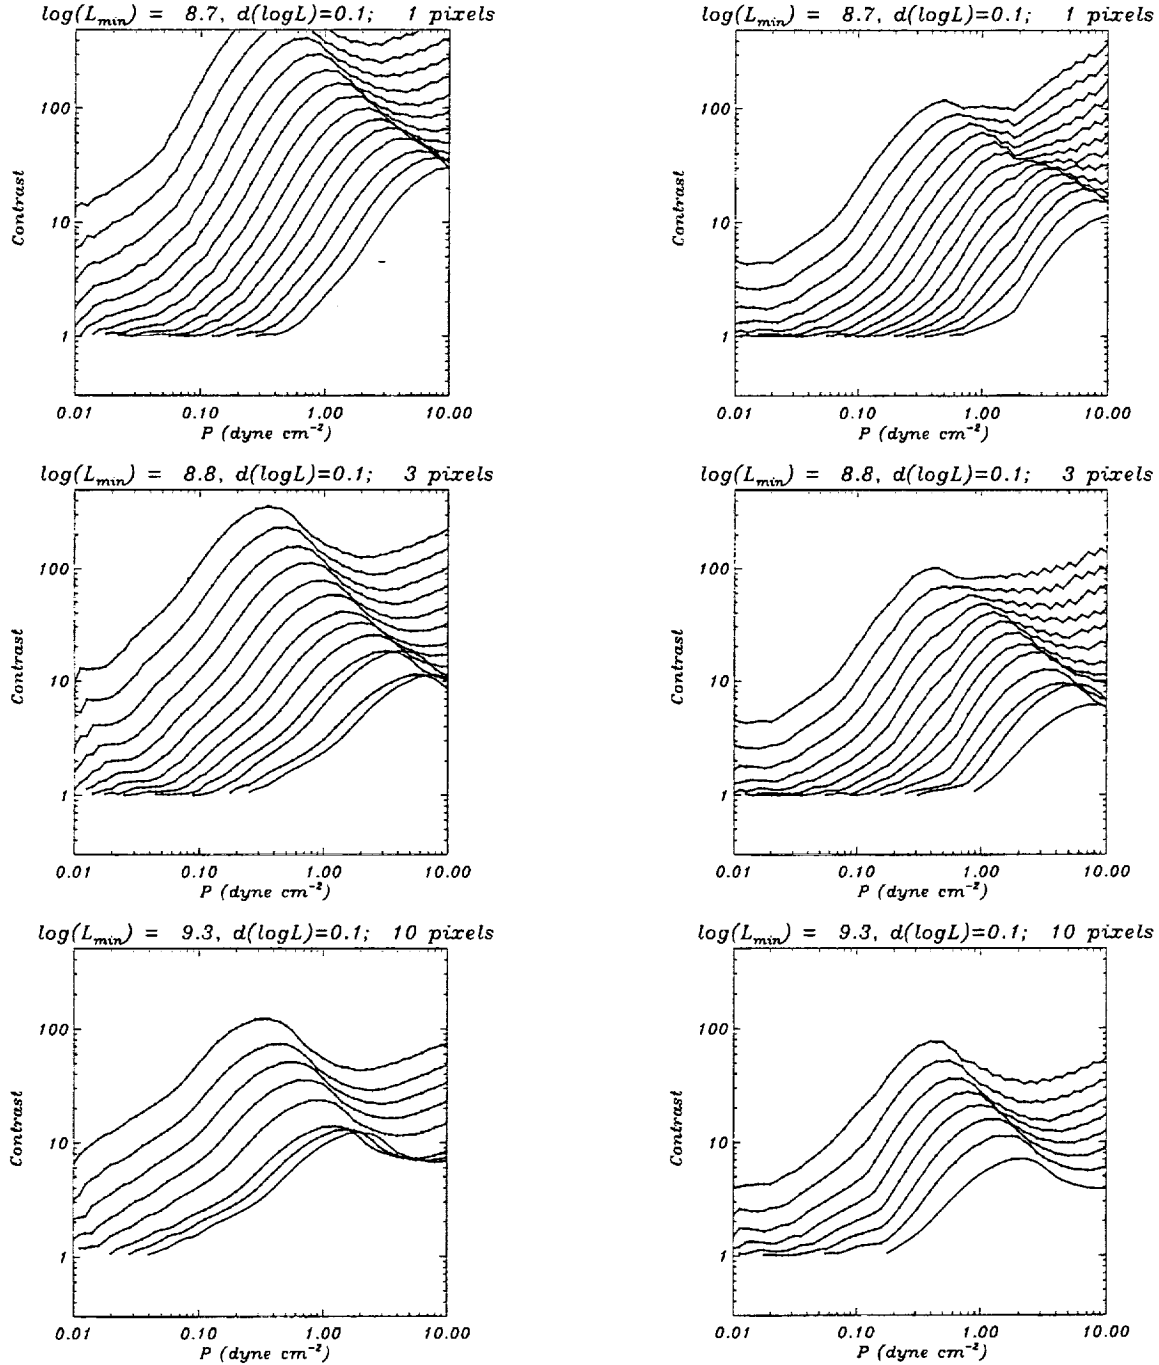 log(L_min) = 8.7, d(logL)=0.1; 1 pixels
100
10
1
Contrast
0.01 0.10 1.00 10.00
P (dyne cm^-2)
log(L_min) = 8.7, d(logL)=0.1; 1 pixels
100
10
1
Contrast
0.01 0.10 1.00 10.00
P (dyne cm^-2)
log(L_min) = 8.8, d(logL)=0.1; 3 pixels
100
10
1
Contrast
0.01 0.10 1.00 10.00
P (dyne cm^-2)
log(L_min) = 8.8, d(logL)=0.1; 3 pixels
100
10
1
Contrast
0.01 0.10 1.00 10.00
P (dyne cm^-2)
log(L_min) = 9.3, d(logL)=0.1; 10 pixels
100
10
1
Contrast
0.01 0.10 1.00 10.00
P (dyne cm^-2)
log(L_min) = 9.3, d(logL)=0.1; 10 pixels
100
10
1
Contrast
0.01 0.10 1.00 10.00
P (dyne cm^-2)